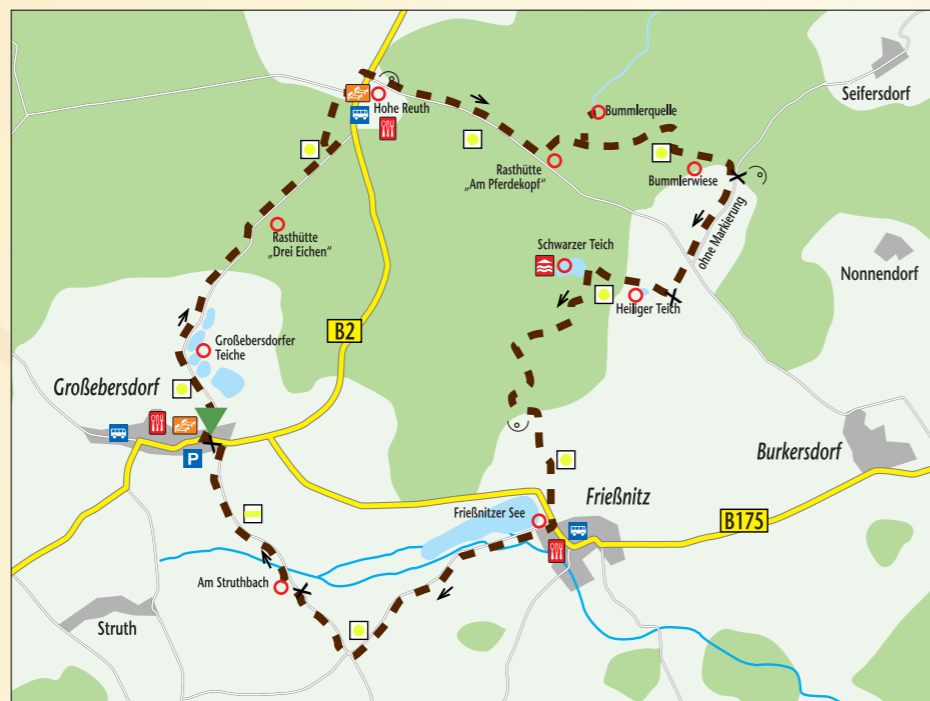 Seifersdorf
Hohe Reuth
Bummlerquelle
Rasthütte
„Am Pferdekopf“
Bummlerwiese
ohne Markierung
Rasthütte
„Drei Eichen“
Schwarzer Teich
Nonnendorf
Heiliger Teich
B2
Großebersdorfer
Teiche
Großebersdorf
P
Burkersdorf
Frießnitz
Frießnitzer See
B175
Am Struthbach
Struth